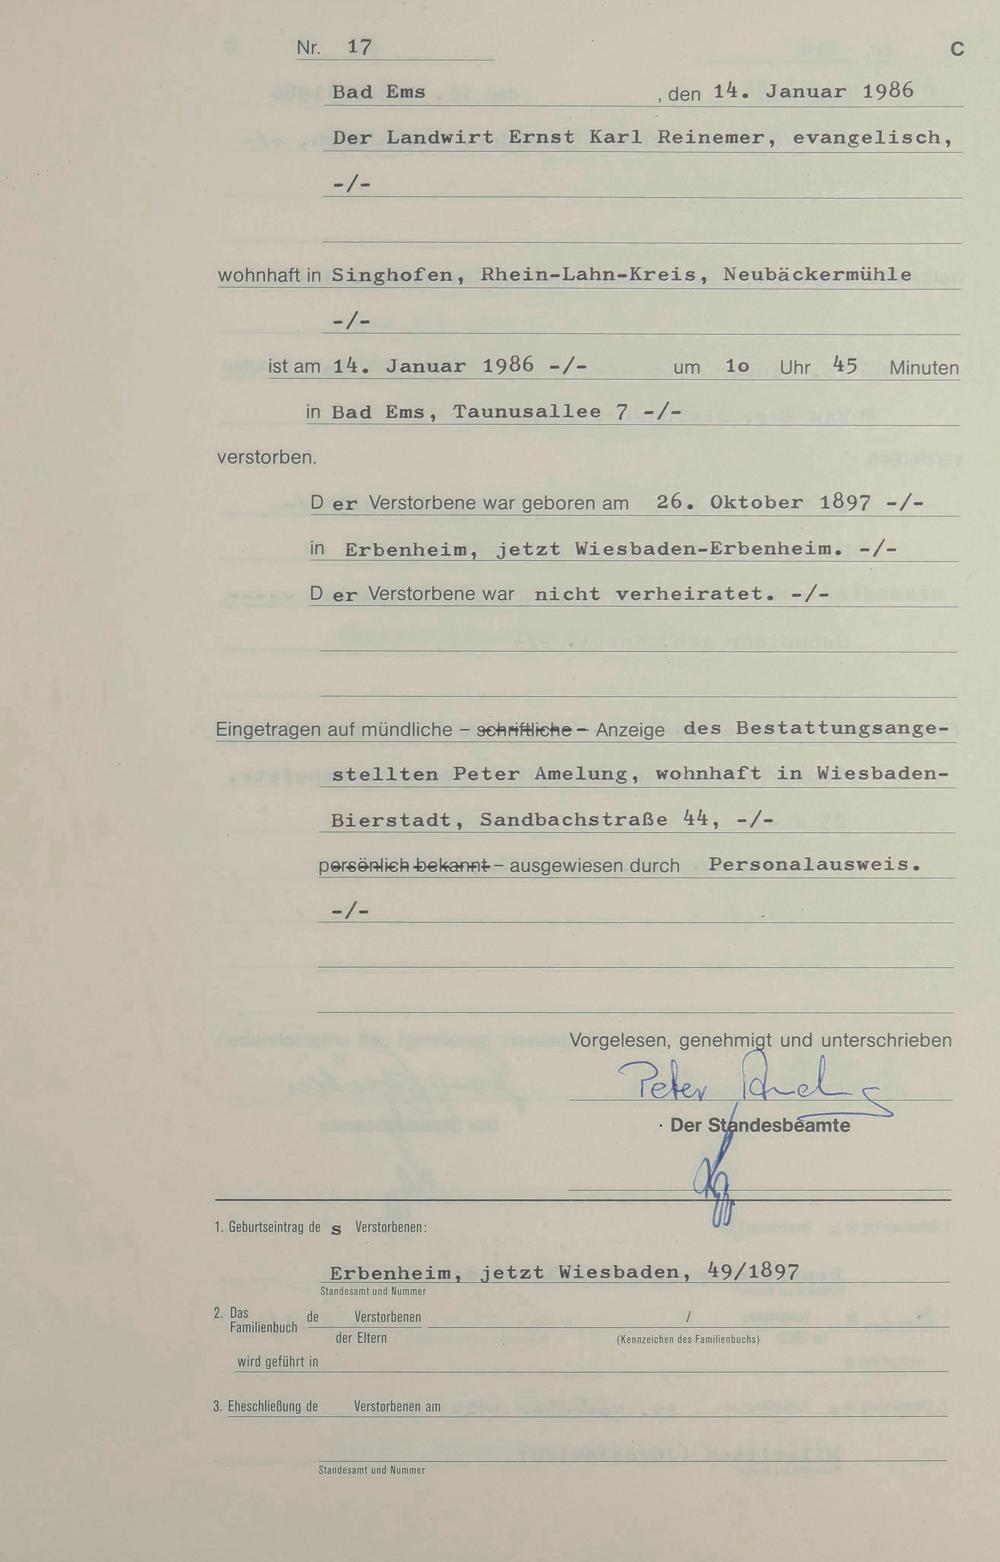 Nr. 17 C
Bad Ems , den 14. Januar 1986
Der Landwirt Ernst Karl Reinemer, evangelisch,
-/-
wohnhaft in Singhofen, Rhein-Lahn-Kreis, Neubäckermühle
-/-
ist am 14. Januar 1986 -/- um 1o Uhr 45 Minuten
in Bad Ems, Taunusallee 7 -/-
verstorben.
D er Verstorbene war geboren am 26. Oktober 1897 -/-
in Erbenheim, jetzt Wiesbaden-Erbenheim. -/-
D er Verstorbene war nicht verheiratet. -/-
Eingetragen auf mündliche – schriftliche – Anzeige des Bestattungsange-
stellten Peter Amelung, wohnhaft in Wiesbaden-
Bierstadt, Sandbachstraße 44, -/-
persönlich bekannt – ausgewiesen durch Personalausweis.
-/-
Vorgelesen, genehmigt und unterschrieben
Peter
Der Standesbeamte
1. Geburtseintrag de s Verstorbenen:
Erbenheim, jetzt Wiesbaden, 49/1897
Standesamt und Nummer
2. Das Familienbuch de Verstorbenen /
der Eltern (Kennzeichen des Familienbuchs)
wird geführt in
3. Eheschließung de Verstorbenen am
Standesamt und Nummer